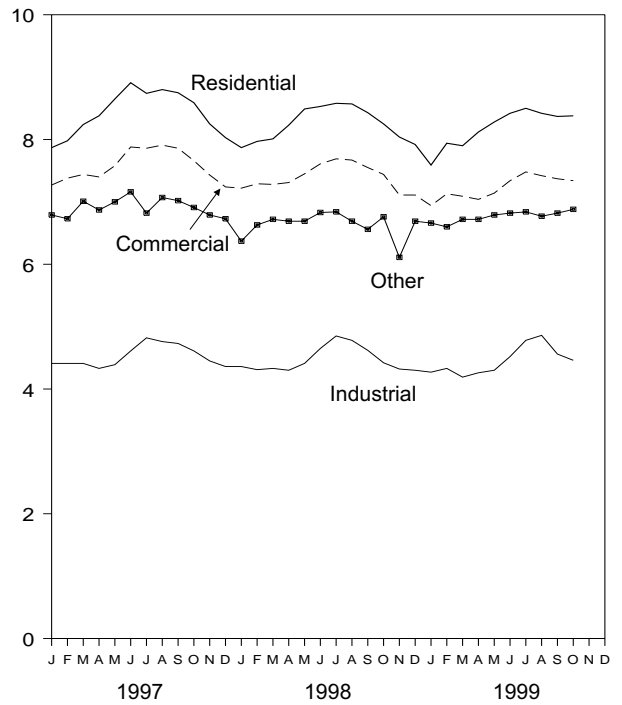 10
Residential
8
Commercial
6
Other
Industrial
4
2
0
J F M A M J J A S O N D J F M A M J J A S O N D J F M A M J J A S O N D
1997 1998 1999